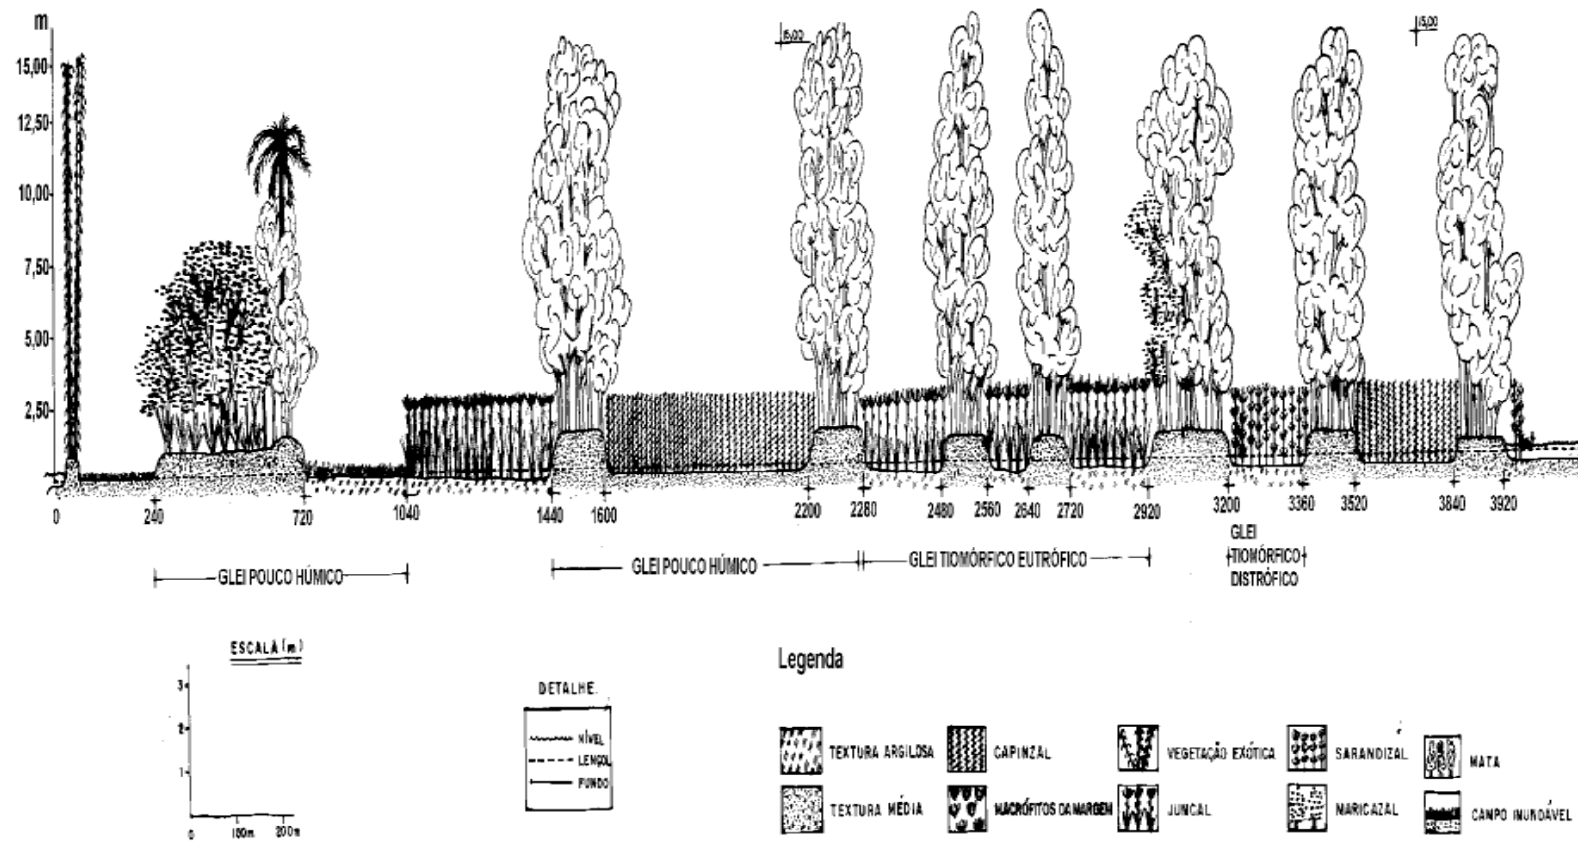 m
15,00
12,50
10,00
7,50
5,00
2,50
15,00
15,00
0 240 720 1040 1440 1600 2200 2280 2480 2560 2640 2720 2920 3200 3360 3520 3840 3920
GLEI POUCO HÚMICO
GLEI POUCO HÚMICO
GLEI TIOMÓRFICO EUTRÓFICO
GLEI
TIOMÓRFICO
DISTRÓFICO
ESCALA (m)
3
2
1
0 100m 200m
DETALHE.
NÍVEL
LENÇOL
FUNDO
Legenda
TEXTURA ARGILOSA
CAPINZAL
VEGETAÇÃO EXÓTICA
SARANDIZAL
MATA
TEXTURA MÉDIA
MACRÓFITOS DA MARGEM
JUNCAL
MARICAZAL
CAMPO INUNDÁVEL